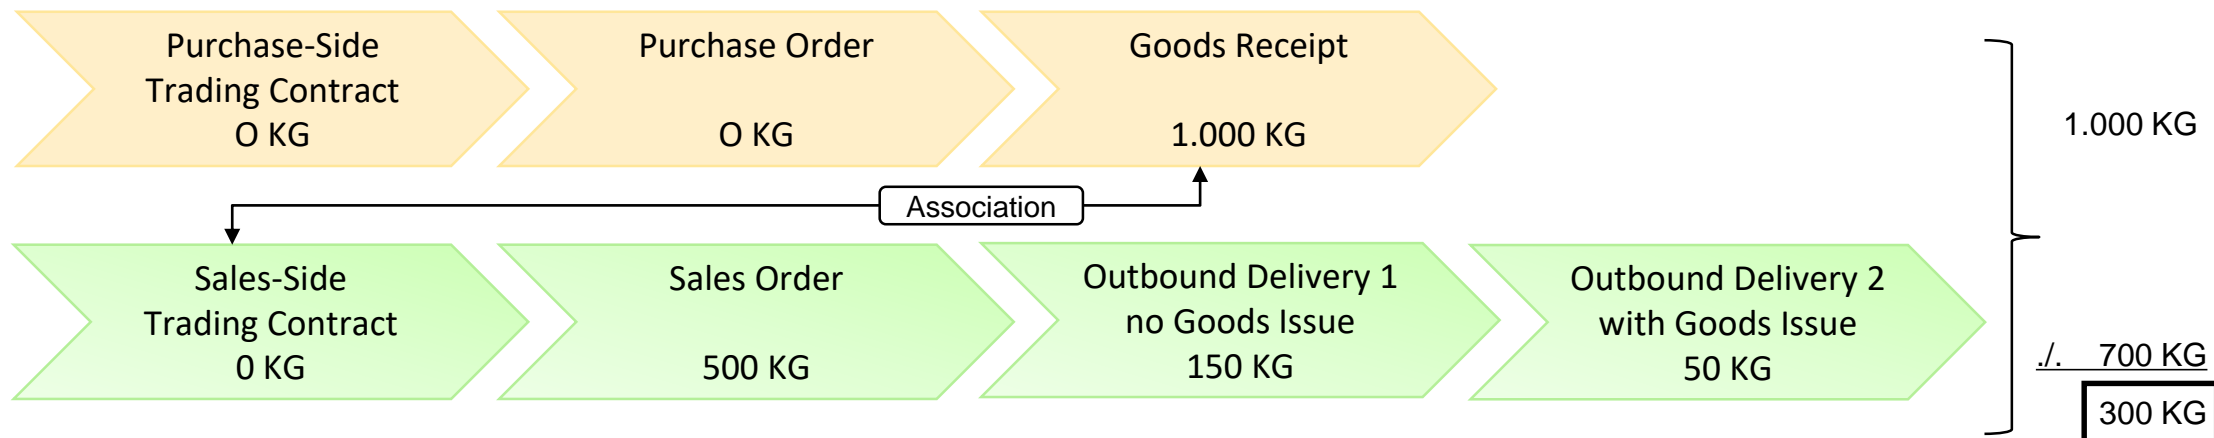 Purchase-Side
Trading Contract
O KG
Purchase Order
O KG
Goods Receipt
1.000 KG
1.000 KG
Association
Sales-Side
Trading Contract
0 KG
Sales Order
500 KG
Outbound Delivery 1
no Goods Issue
150 KG
Outbound Delivery 2
with Goods Issue
50 KG
./. 700 KG
300 KG